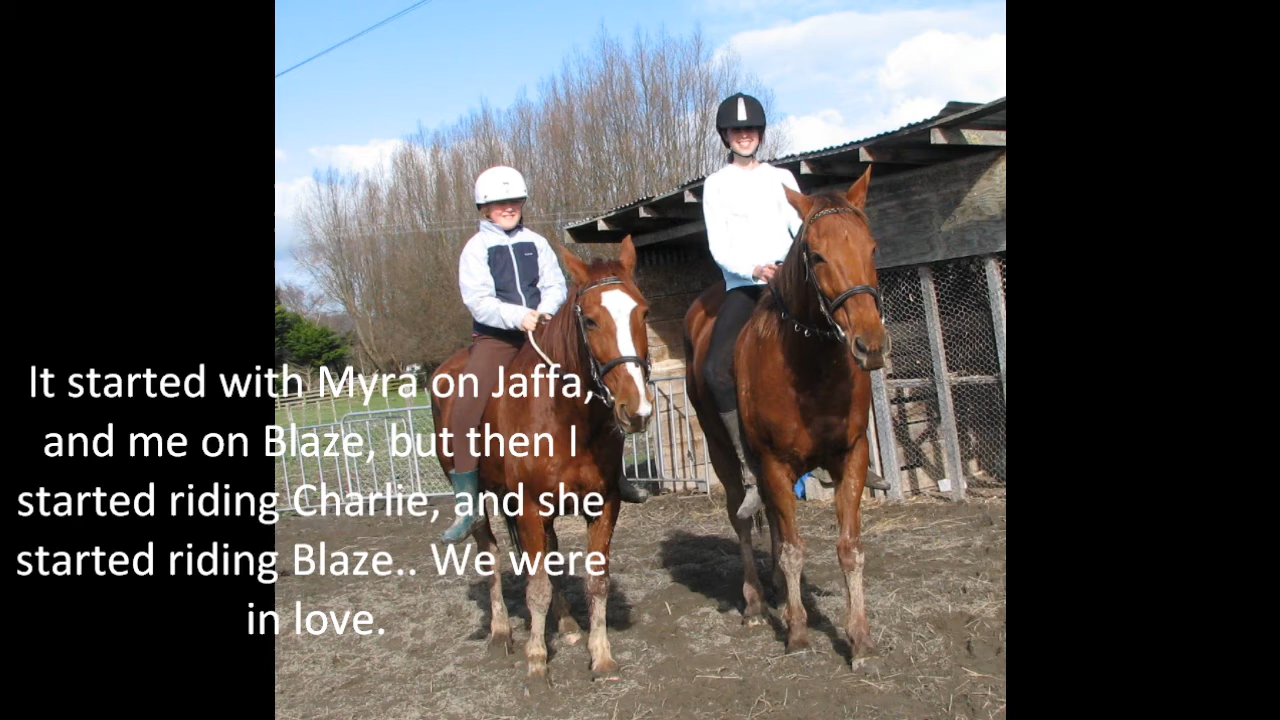 It started with Myra on Jaffa,
and me on Blaze, but then I
started riding Charlie, and she
started riding Blaze.. We were
in love.